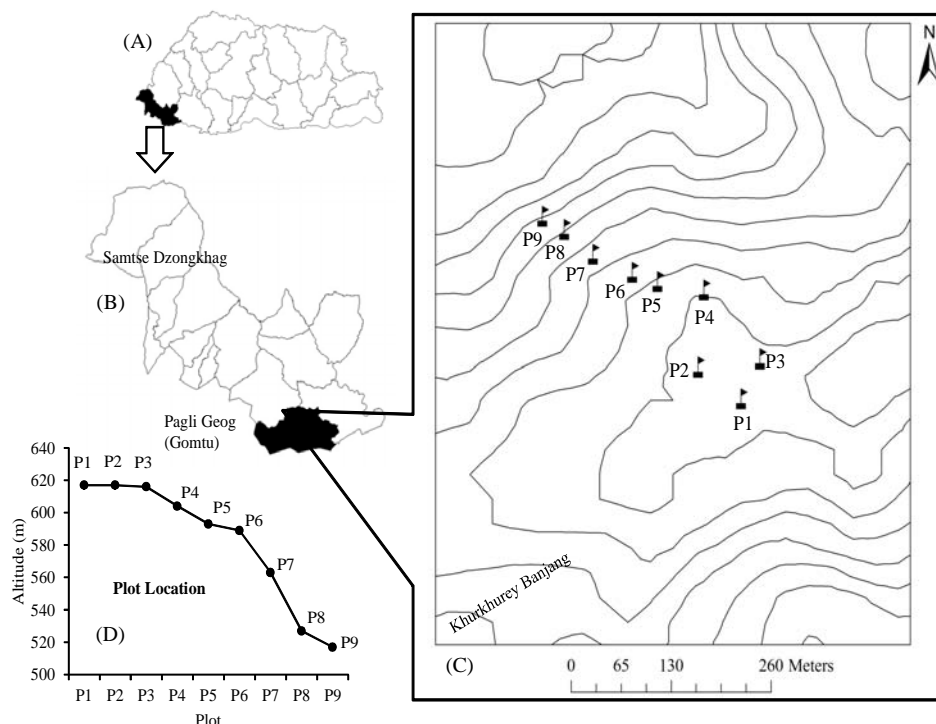 (A)
Samtse Dzongkhag
(B)
Pagli Geog
(Gomtu)
N
P9
P8
P7
P6
P5
P4
P3
P2
P1
Khurkhurey Banjang
(C)
0 65 130 260 Meters
Altitude (m)
640
620
600
580
560
540
520
500
P1 P2 P3
P4
P5
P6
P7
P8
P9
Plot Location
(D)
P1 P2 P3 P4 P5 P6 P7 P8 P9
Plot